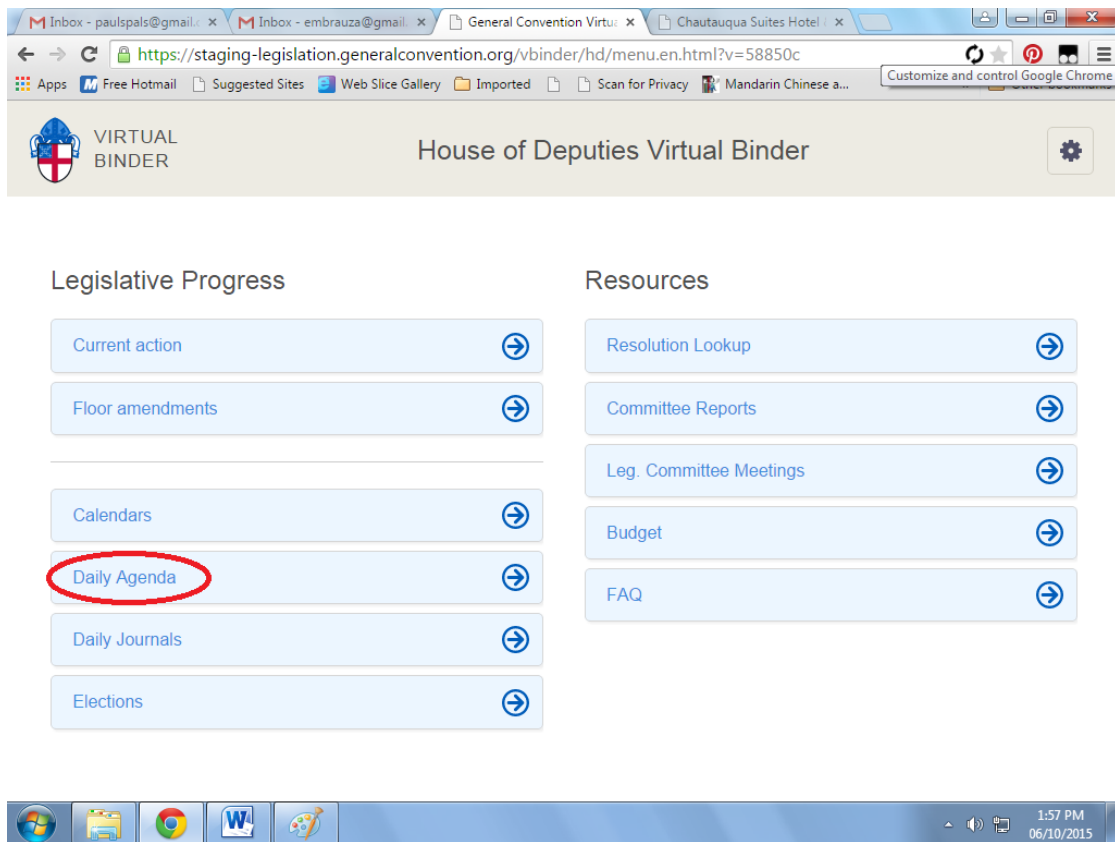 Inbox - paulspals@gmail.c
Inbox - embrauza@gmail.
General Convention Virtu
Chautauqua Suites Hotel
https://staging-legislation.generalconvention.org/vbinder/hd/menu.en.html?v=58850c
Customize and control Google Chrome
Apps
Free Hotmail
Suggested Sites
Web Slice Gallery
Imported
Scan for Privacy
Mandarin Chinese a...
VIRTUAL
BINDER
House of Deputies Virtual Binder
Legislative Progress
Current action
Floor amendments
Calendars
Daily Agenda
Daily Journals
Elections
Resources
Resolution Lookup
Committee Reports
Leg. Committee Meetings
Budget
FAQ
1:57 PM
06/10/2015